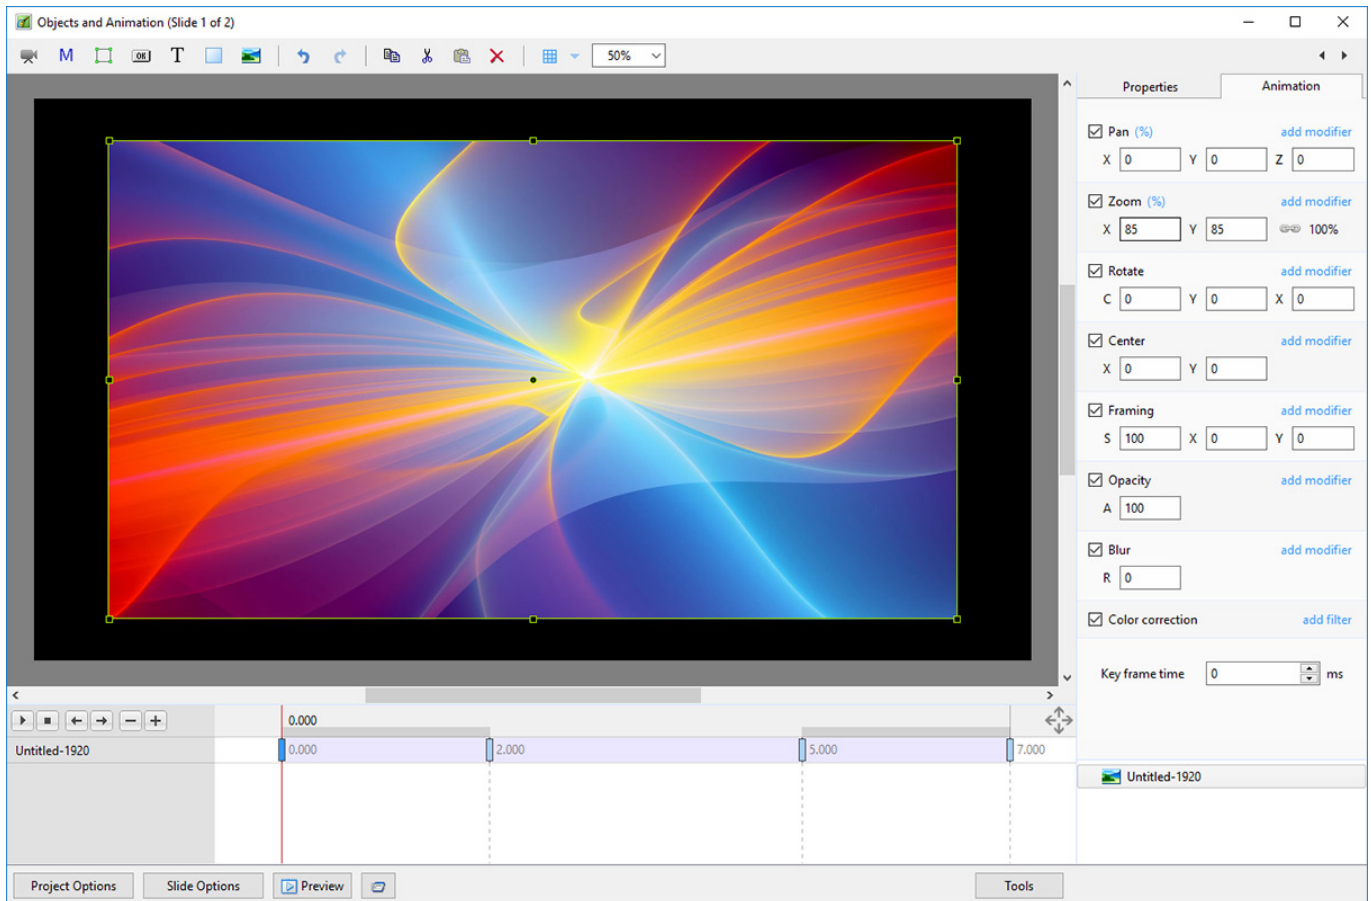 Objects and Animation (Slide 1 of 2)
M OK T 50%
Properties Animation
Pan (%) add modifier
X 0 Y 0 Z 0
Zoom (%) add modifier
X 85 Y 85 100%
Rotate add modifier
C 0 Y 0 X 0
Center add modifier
X 0 Y 0
Framing add modifier
S 100 X 0 Y 0
Opacity add modifier
A 100
Blur add modifier
R 0
Color correction add filter
Key frame time 0 ms
0.000
Untitled-1920 0.000 2.000 5.000 7.000
Untitled-1920
Project Options Slide Options Preview Tools